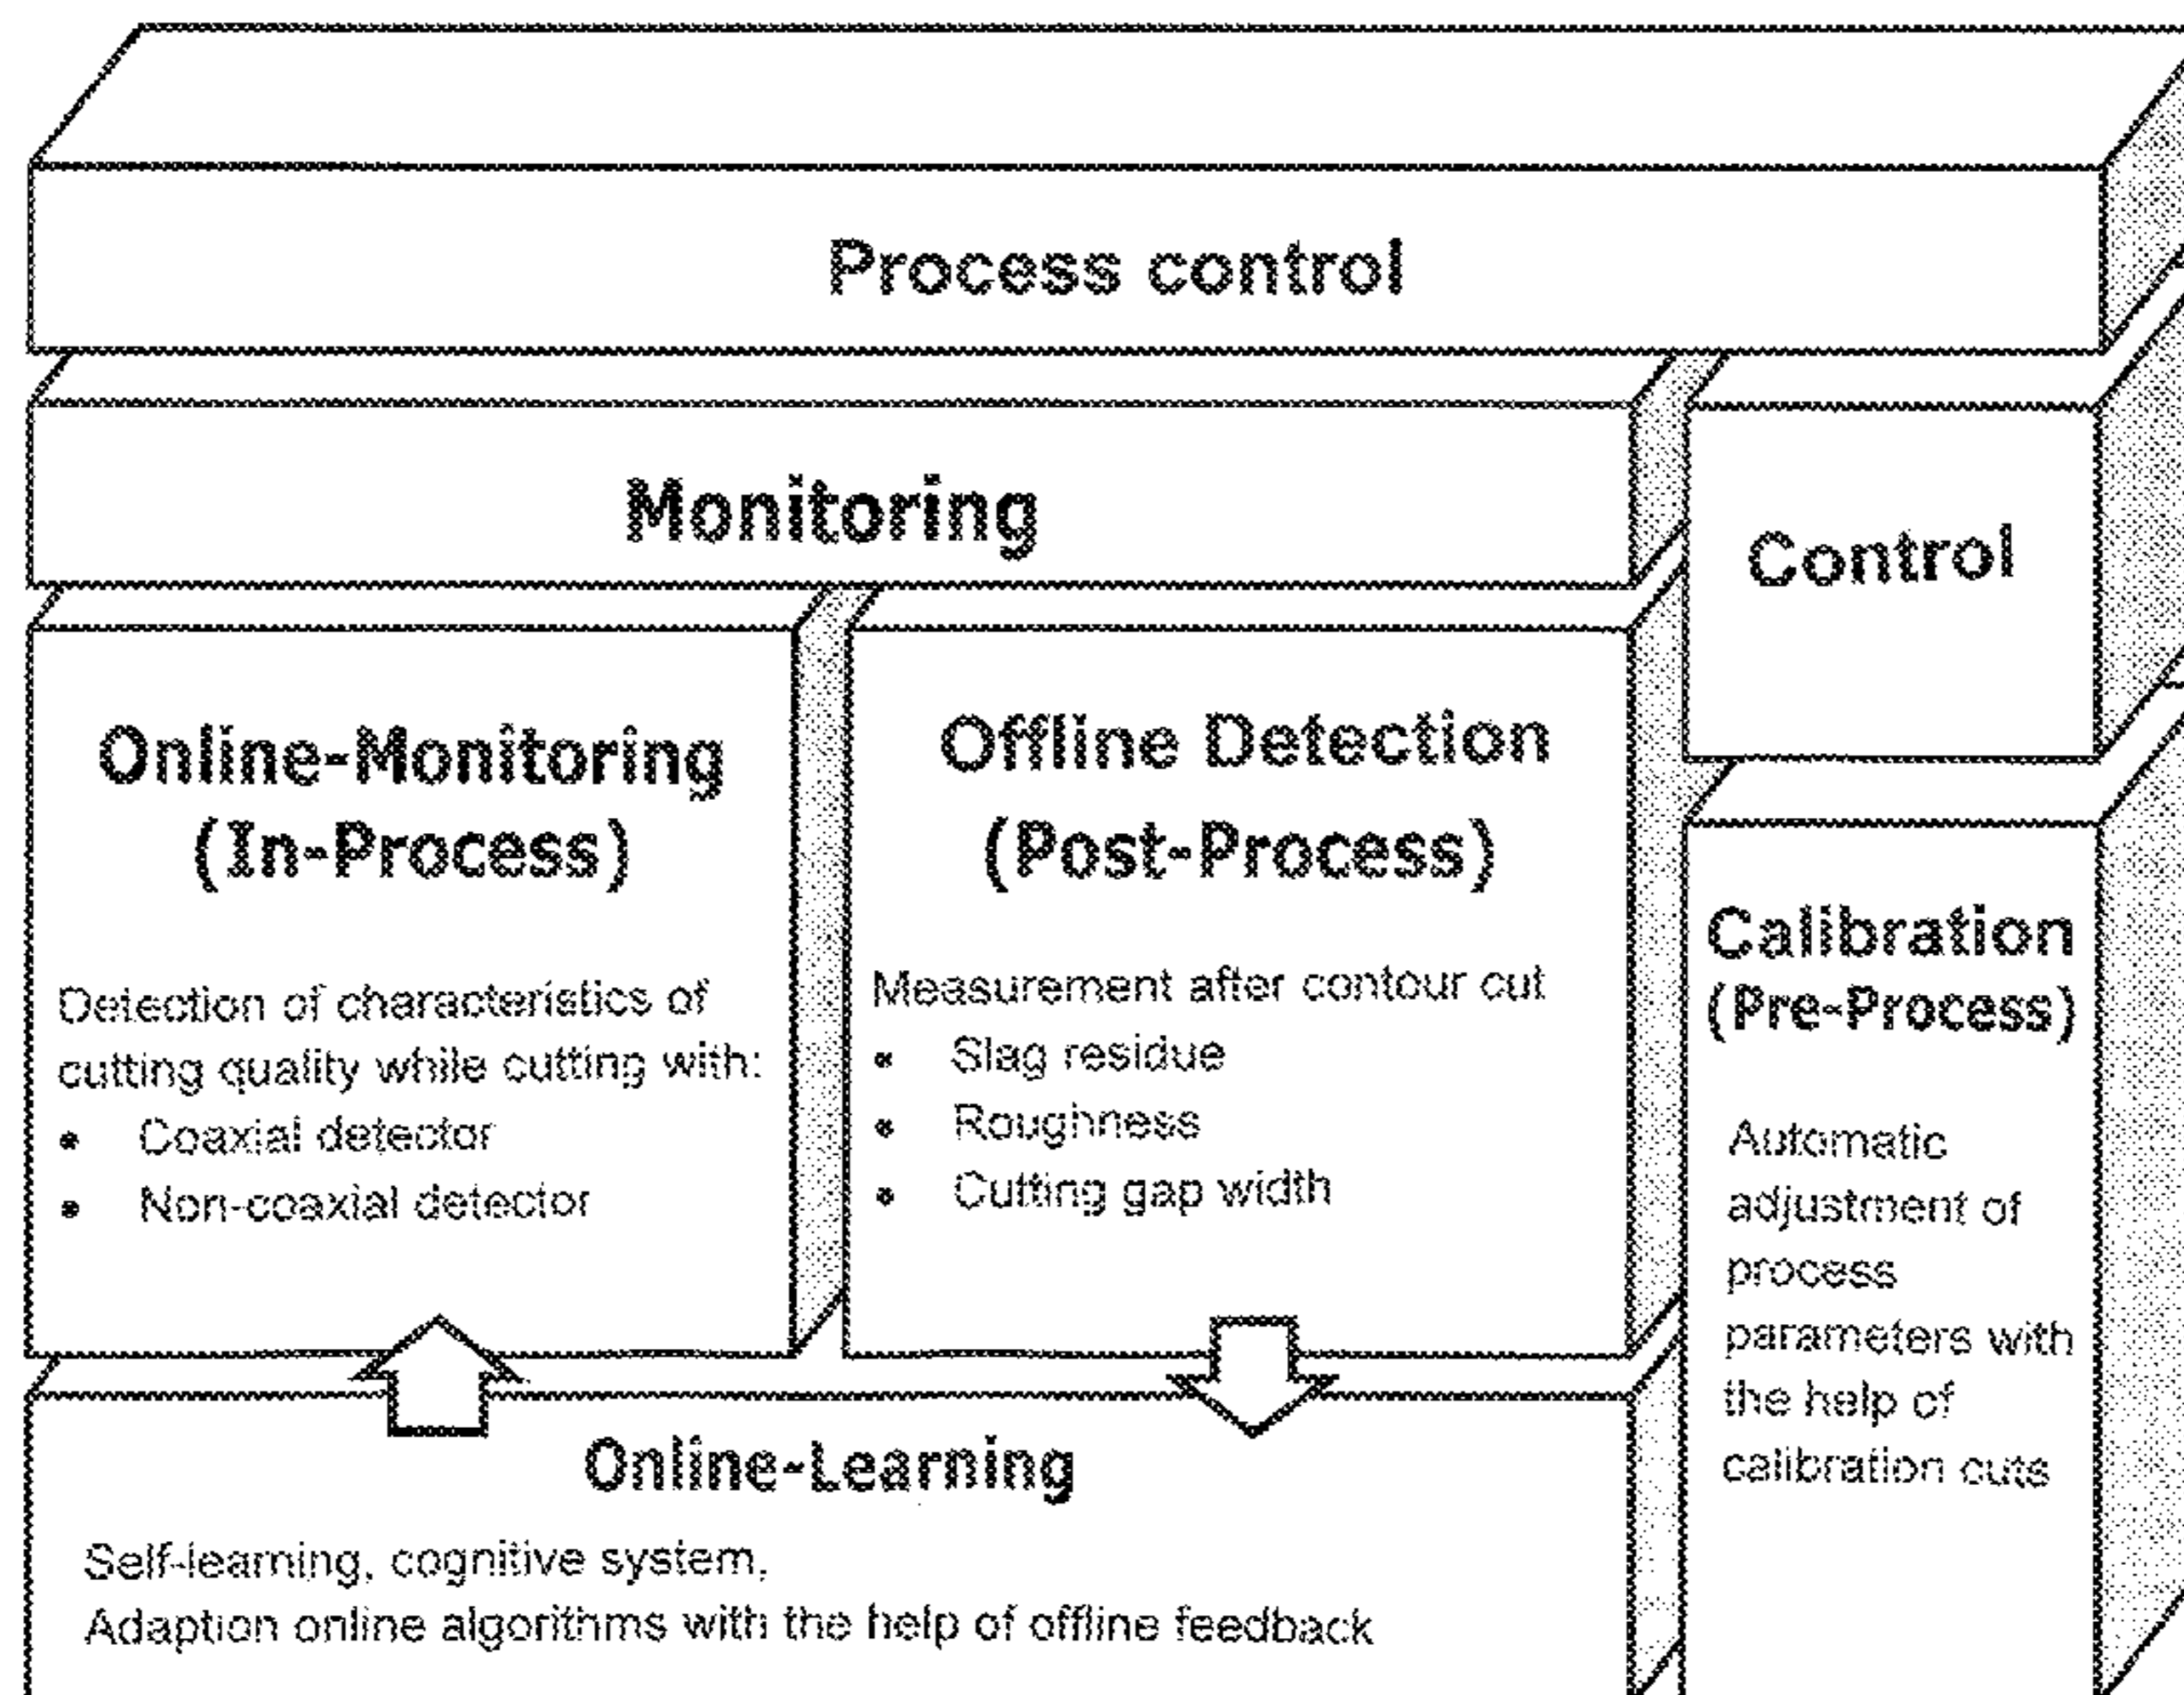 Process control
Monitoring
Control
Online-Monitoring
(In-Process)
Detection of characteristics of
cutting quality while cutting with:
• Coaxial detector
• Non-coaxial detector
Offline Detection
(Post-Process)
Measurement after contour cut
• Slag residue
• Roughness
• Cutting gap width
Calibration
(Pre-Process)
Automatic
adjustment of
process
parameters with
the help of
calibration cuts
Online-Learning
Self-learning, cognitive system,
Adaption online algorithms with the help of offline feedback